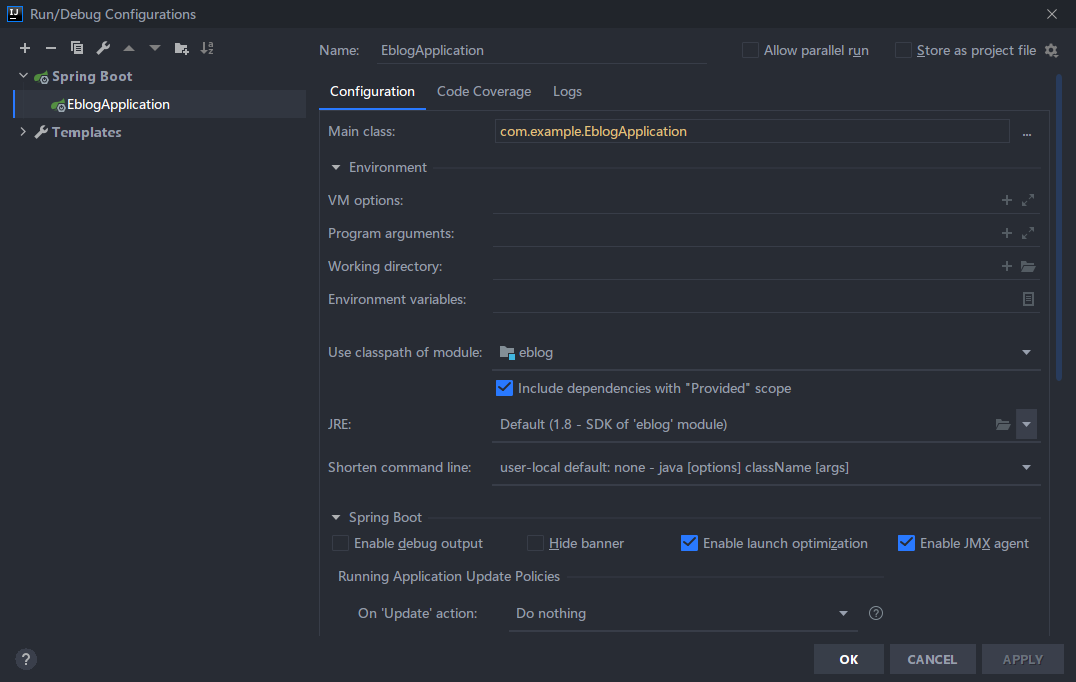 IJ Run/Debug Configurations
Name: EblogApplication Allow parallel run Store as project file
Spring Boot
EblogApplication
Templates
Configuration Code Coverage Logs
Main class: com.example.EblogApplication ...
Environment
VM options:
Program arguments:
Working directory:
Environment variables:
Use classpath of module: eblog
Include dependencies with "Provided" scope
JRE: Default (1.8 - SDK of 'eblog' module)
Shorten command line: user-local default: none - java [options] className [args]
Spring Boot
Enable debug output Hide banner Enable launch optimization Enable JMX agent
Running Application Update Policies
On 'Update' action: Do nothing ?
? OK CANCEL APPLY